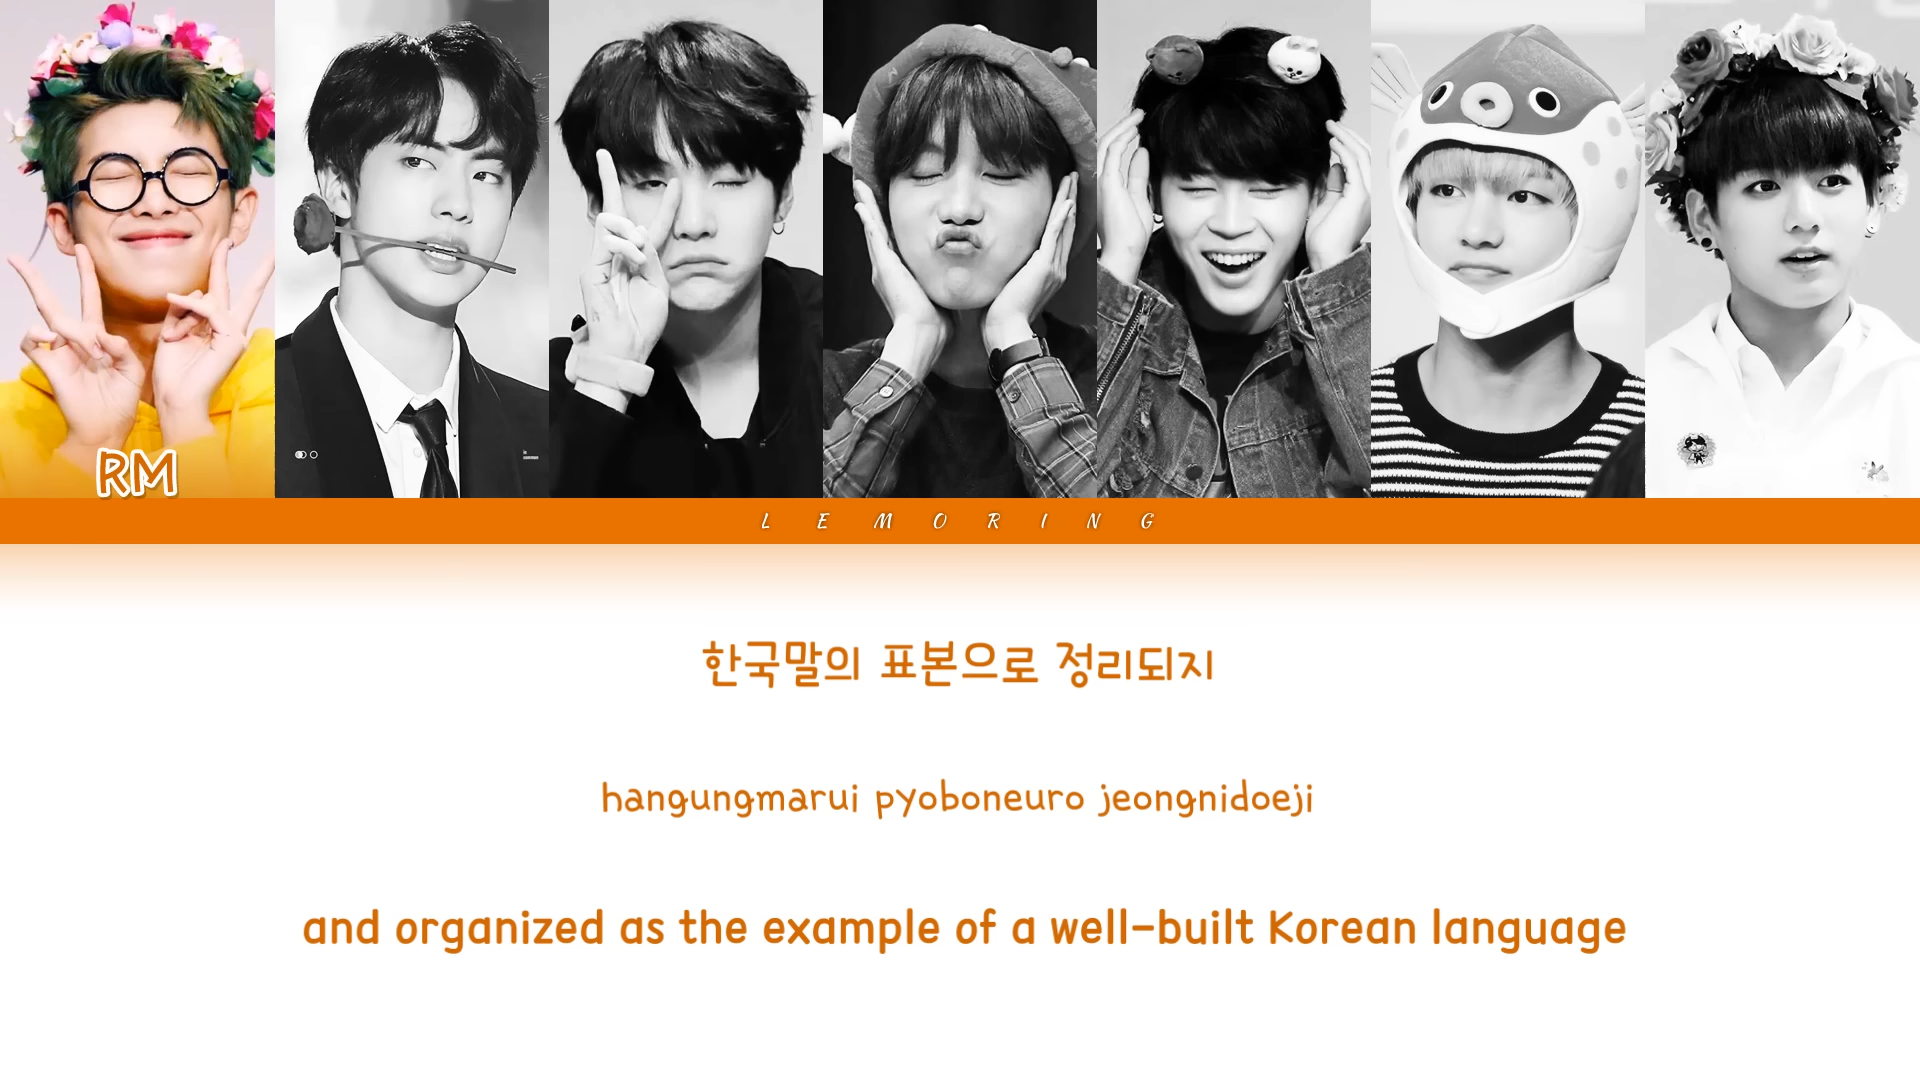 RM
LEMORING
한국말의 표본으로 정리되지
hangungmarui pyoboneuro jeongnidoeji
and organized as the example of a well-built Korean language